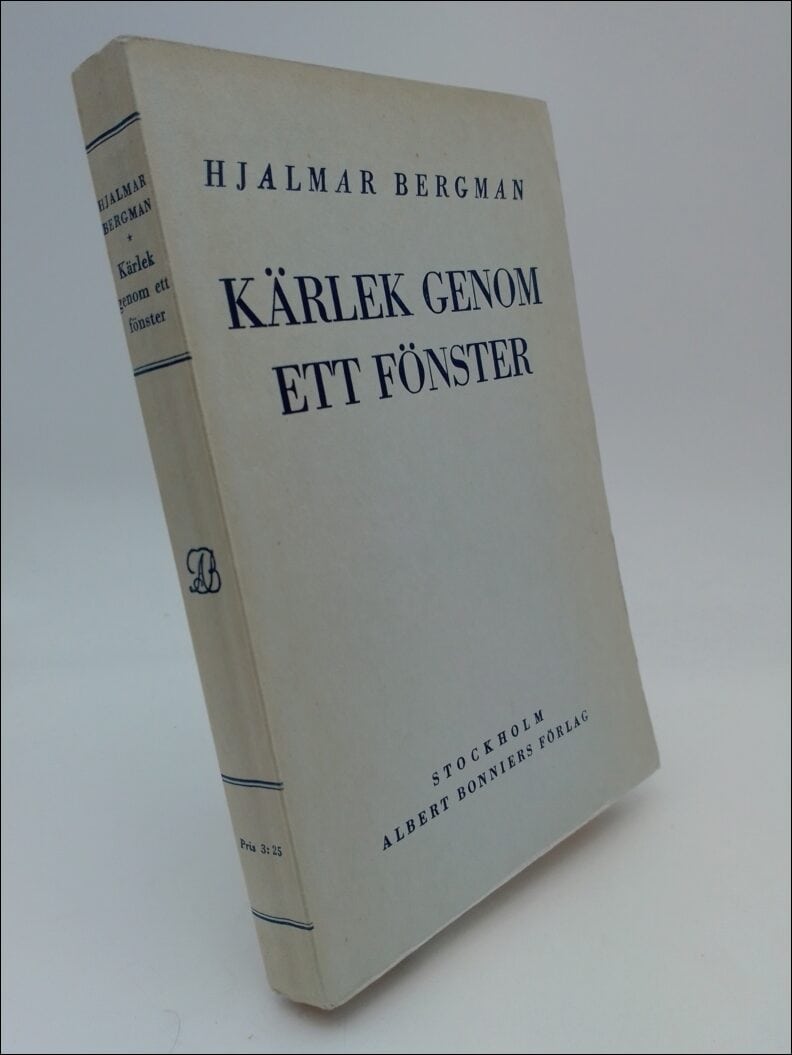 HJALMAR BERGMAN
KÄRLEK GENOM
ETT FÖNSTER
STOCKHOLM
ALBERT BONNIERS FÖRLAG
HJALMAR
BERGMAN
*
Kärlek
genom ett
fönster
AB
Pris 3:25